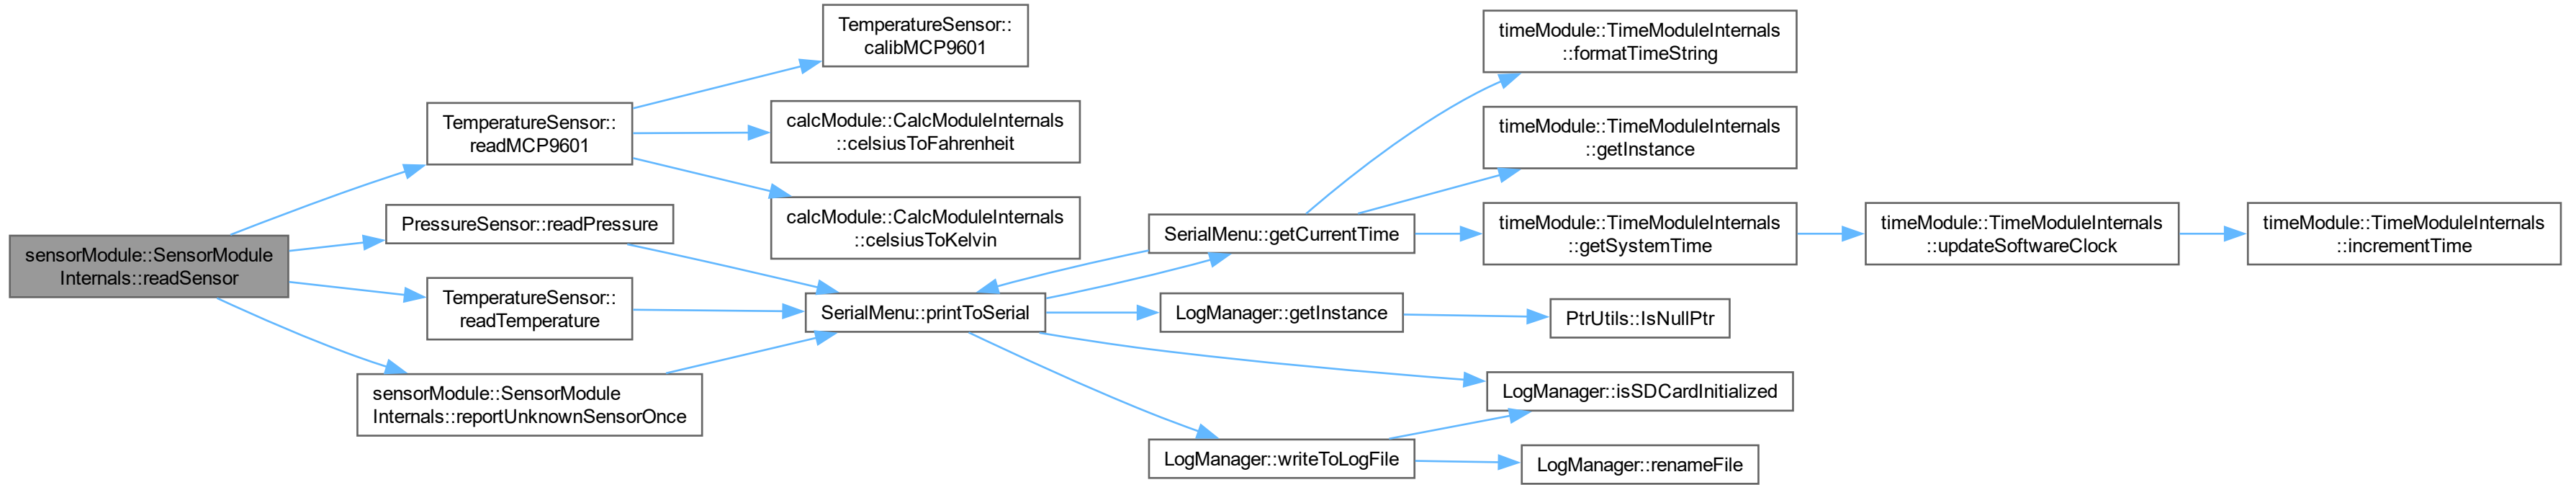 sensorModule::SensorModule
Internals::readSensor
TemperatureSensor::
readMCP9601
PressureSensor::readPressure
TemperatureSensor::
readTemperature
sensorModule::SensorModule
Internals::reportUnknownSensorOnce
TemperatureSensor::
calibMCP9601
calcModule::CalcModuleInternals
::celsiusToFahrenheit
calcModule::CalcModuleInternals
::celsiusToKelvin
SerialMenu::printToSerial
SerialMenu::getCurrentTime
LogManager::getInstance
LogManager::writeToLogFile
timeModule::TimeModuleInternals
::formatTimeString
timeModule::TimeModuleInternals
::getInstance
timeModule::TimeModuleInternals
::getSystemTime
PtrUtils::IsNullPtr
LogManager::isSDCardInitialized
LogManager::renameFile
timeModule::TimeModuleInternals
::updateSoftwareClock
timeModule::TimeModuleInternals
::incrementTime